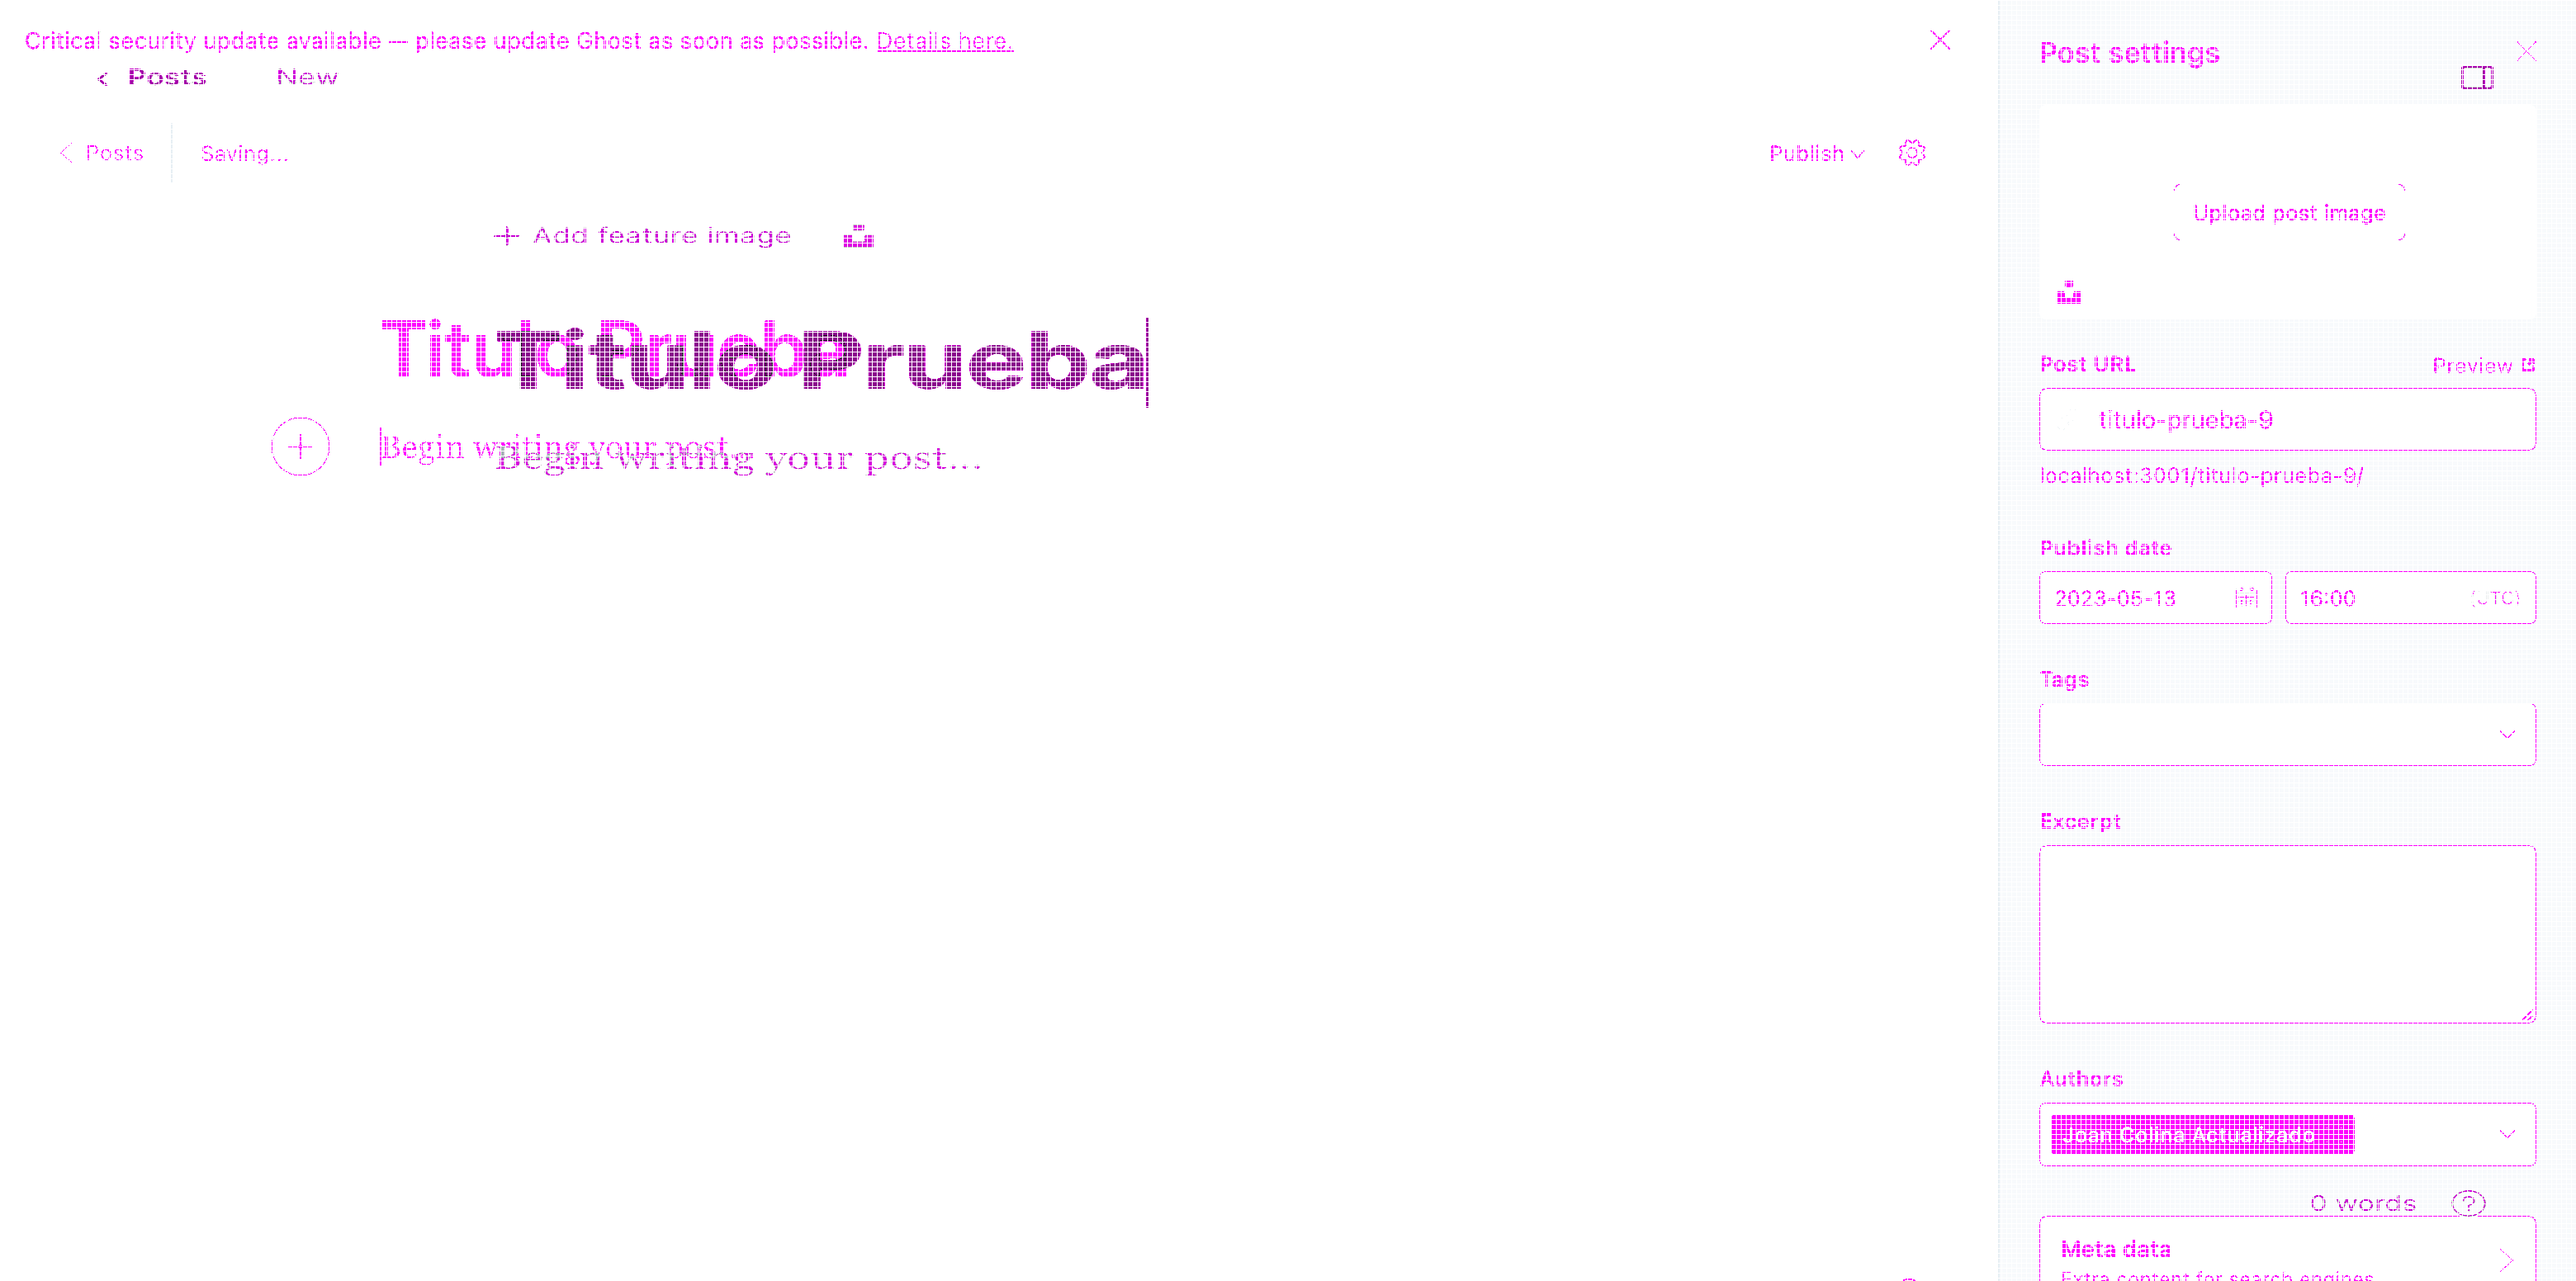 Critical security update available — please update Ghost as soon as possible. Details here.
Posts New
Posts Saving...
Publish
Add feature image
Titulo Prueba
Titulo Prueba
Begin writing your post...
Begin writing your post...
Post settings
Upload post image
Post URL Preview
titulo-prueba-9
localhost:3001/titulo-prueba-9/
Publish date
2023-05-13 16:00 (UTC)
Tags
Excerpt
Authors
Joan Colina Actualizado
0 words ?
Meta data
Extra content for search engines